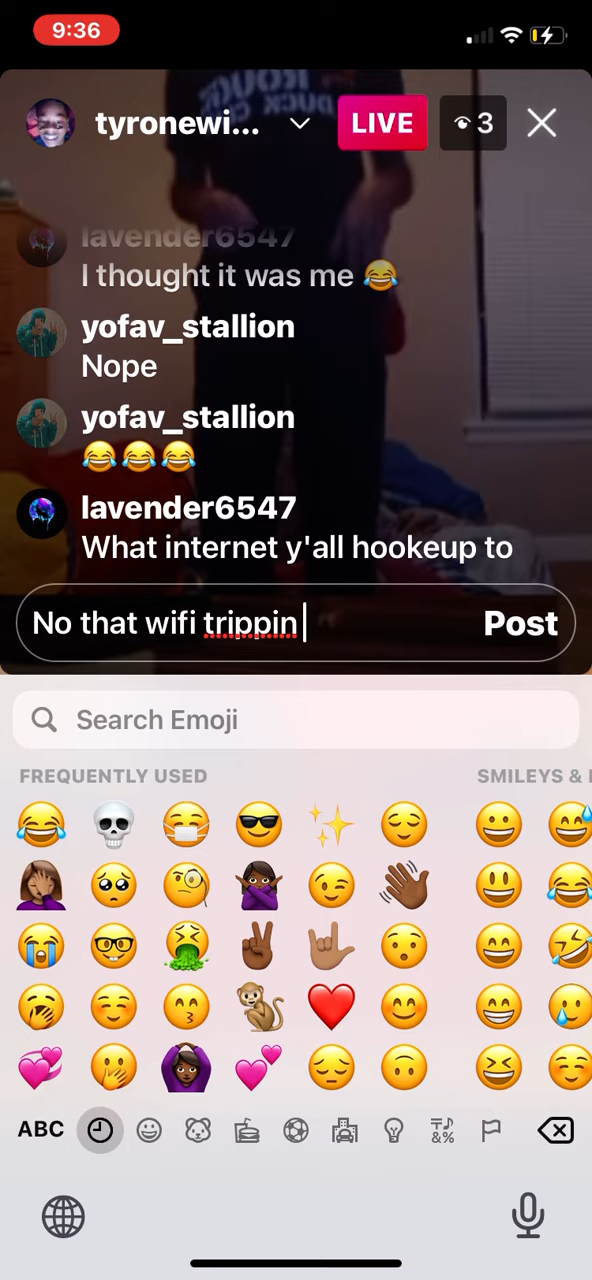 9:36
tyronewi...
LIVE
3
lavender6547
I thought it was me 😂
yofav_stallion
Nope
yofav_stallion
😂😂😂
lavender6547
What internet y'all hookeup to
No that wifi trippin
Post
Search Emoji
FREQUENTLY USED
SMILEYS &
ABC